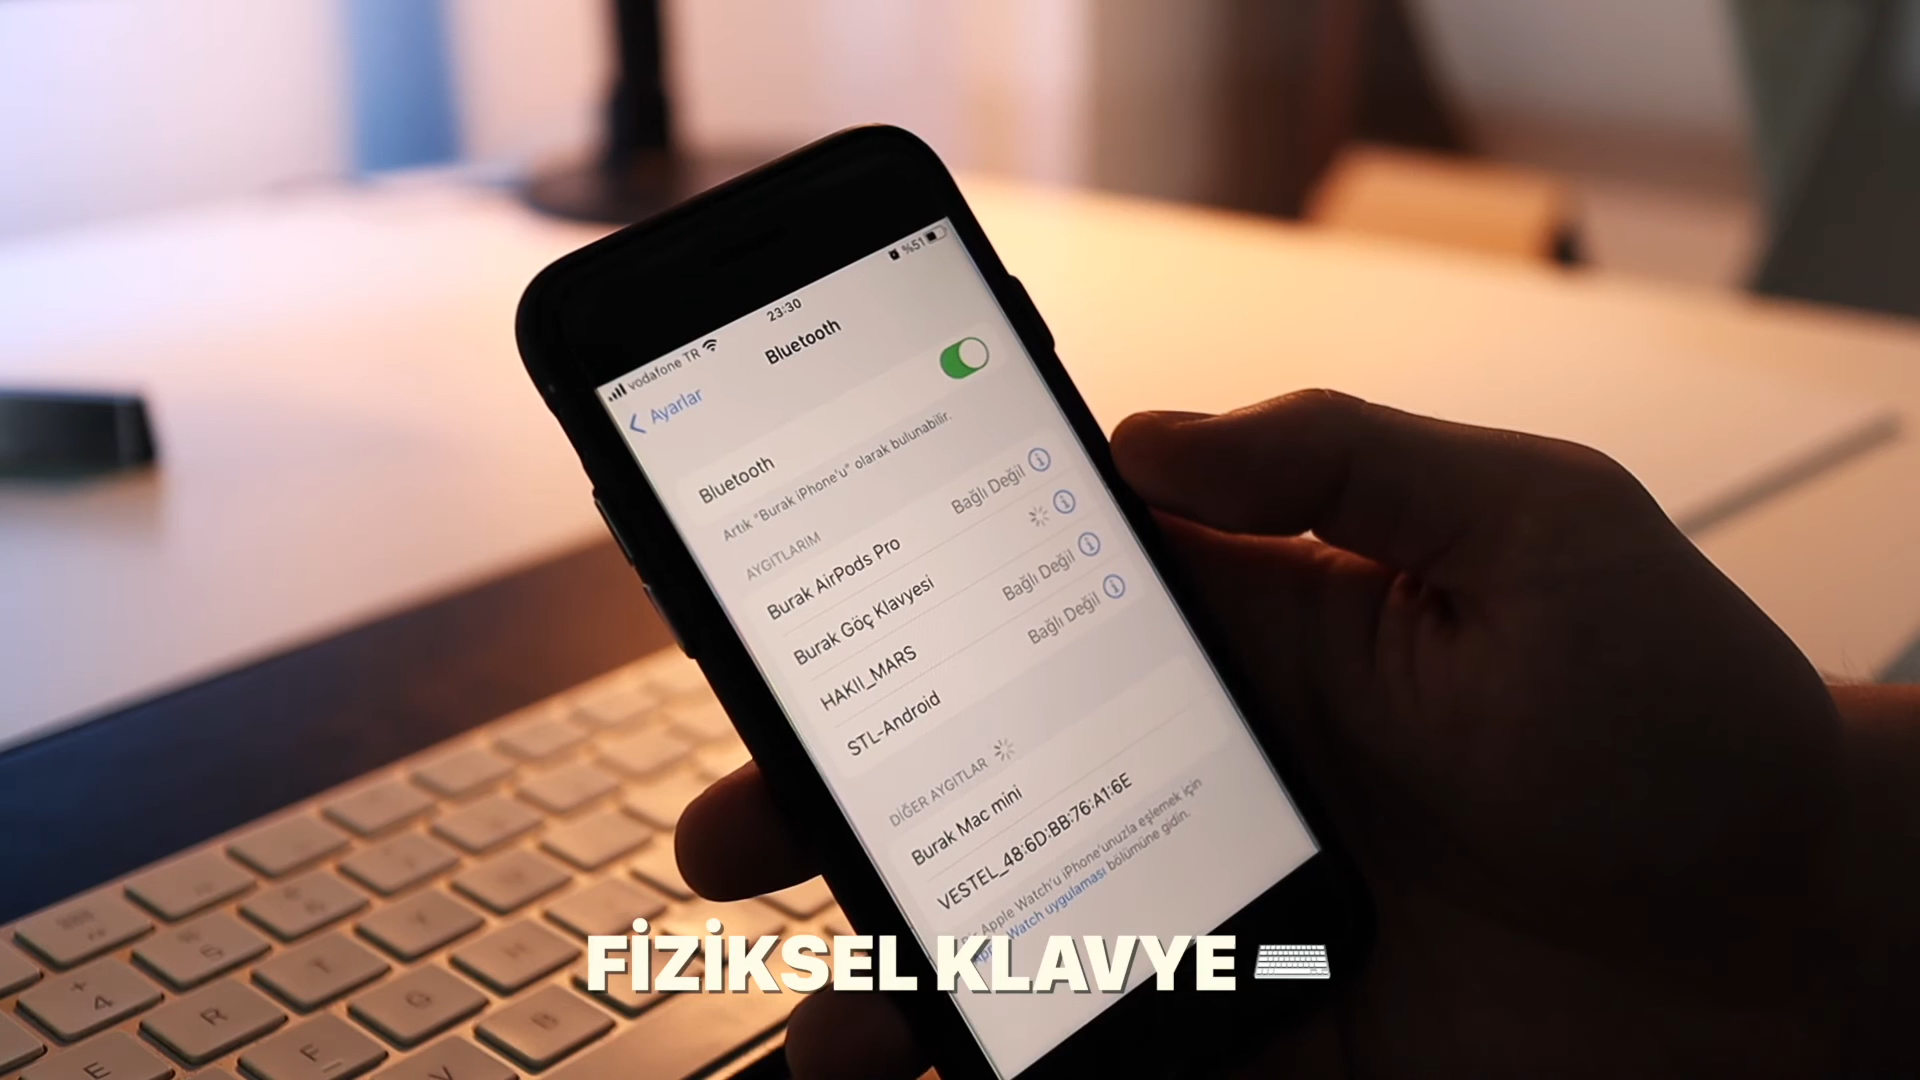 vodafone TR
23:30
%51
Ayarlar
Bluetooth
Bluetooth
Artık "Burak iPhone'u" olarak bulunabilir.
AYGITLARIM
Burak AirPods Pro Bağlı Değil
Burak Göç Klavyesi
HAKII_MARS Bağlı Değil
STL-Android Bağlı Değil
DİĞER AYGITLAR
Burak Mac mini
VESTEL_48:6D:BB:76:A1:6E
Apple Watch'u iPhone'unuzla eşlemek için
Watch uygulaması bölümüne gidin.
FİZİKSEL KLAVYE ⌨️
4
R
F
E
T
G
Y
H
B
V